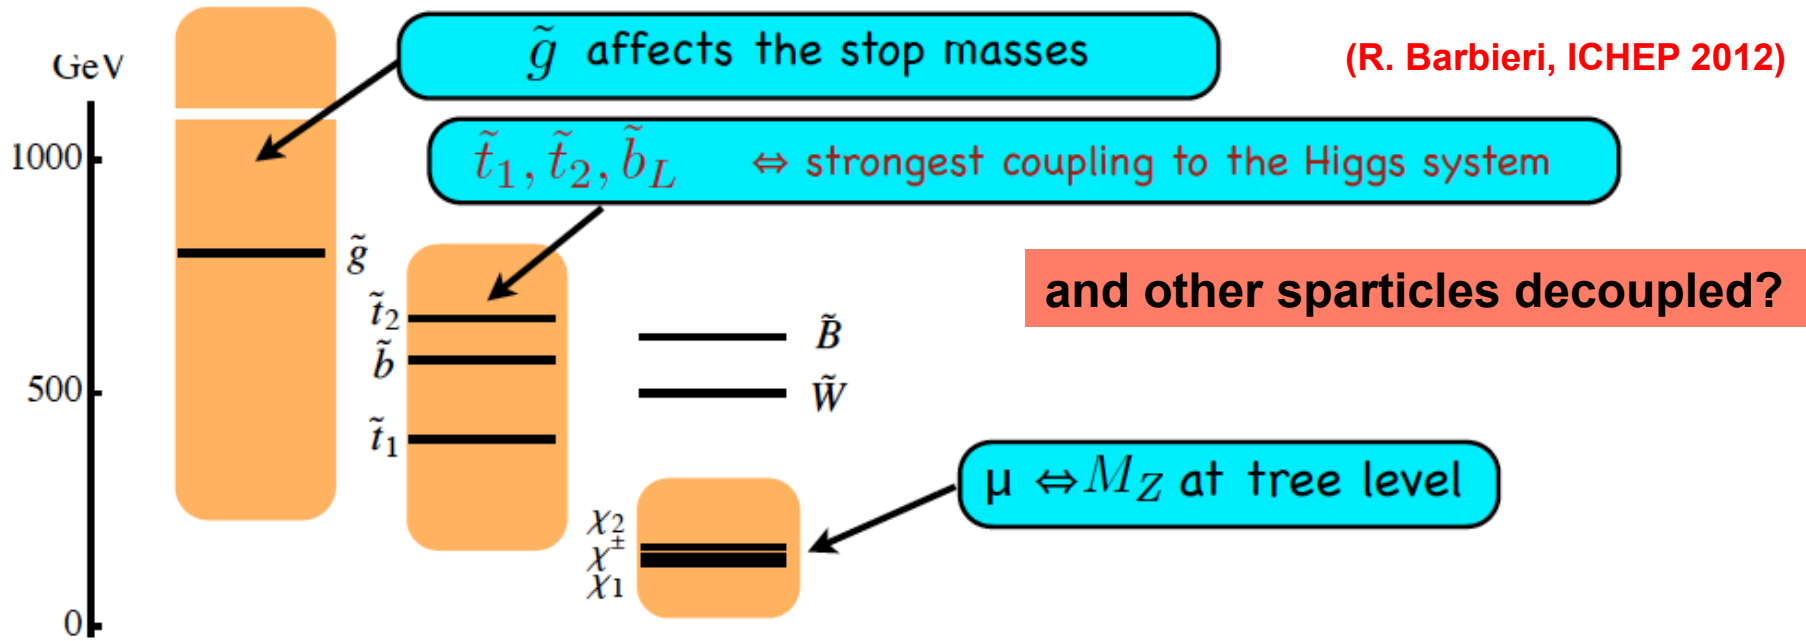 g̃ affects the stop masses
(R. Barbieri, ICHEP 2012)
GeV
t̃₁, t̃₂, b̃_L ⇔ strongest coupling to the Higgs system
1000
g̃
and other sparticles decoupled?
t̃₂
B̃
b̃
500
W̃
t̃₁
μ ⇔ M_Z at tree level
χ₂
χ±
χ₁
0